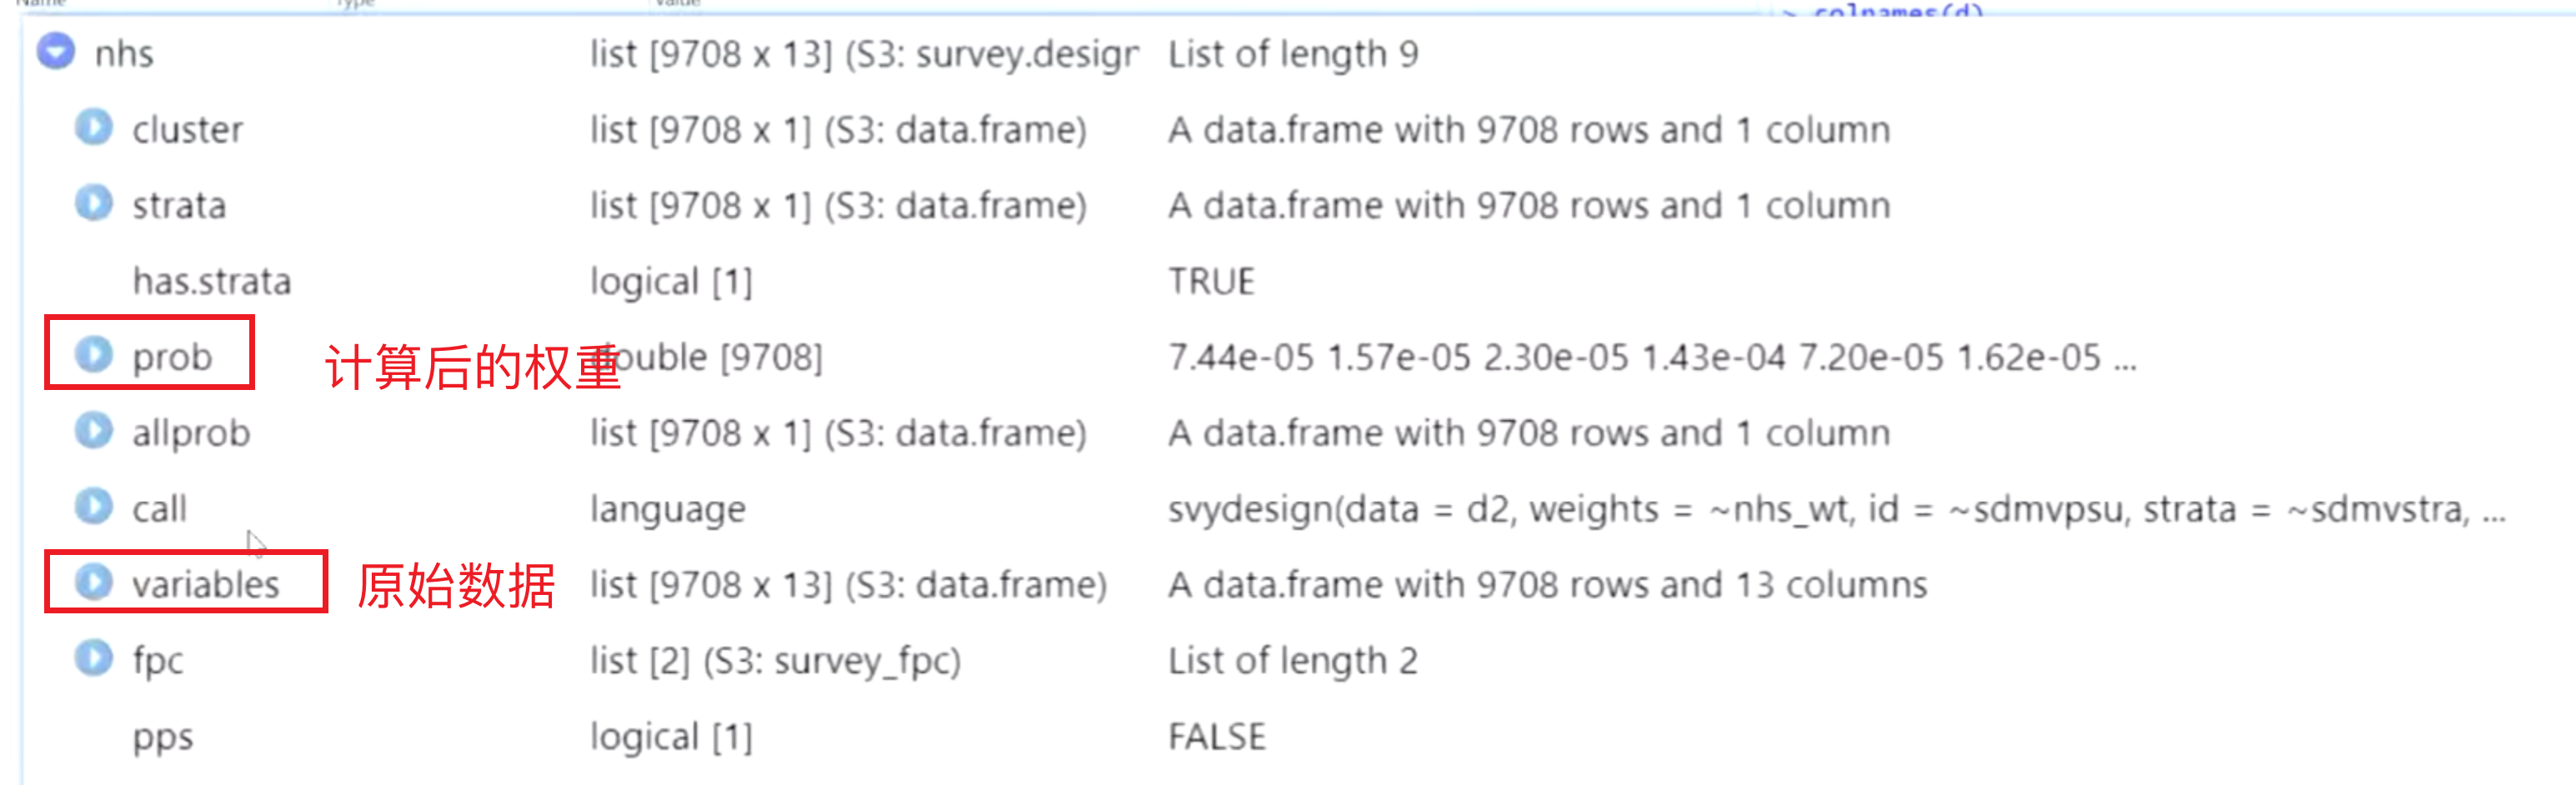 Name Type Value
> colnames(d)
nhs list [9708 x 13] (S3: survey.design List of length 9
cluster list [9708 x 1] (S3: data.frame) A data.frame with 9708 rows and 1 column
strata list [9708 x 1] (S3: data.frame) A data.frame with 9708 rows and 1 column
has.strata logical [1] TRUE
prob 计算后的权重 double [9708] 7.44e-05 1.57e-05 2.30e-05 1.43e-04 7.20e-05 1.62e-05 ...
allprob list [9708 x 1] (S3: data.frame) A data.frame with 9708 rows and 1 column
call language svydesign(data = d2, weights = ~nhs_wt, id = ~sdmvpsu, strata = ~sdmvstra, ...
variables 原始数据 list [9708 x 13] (S3: data.frame) A data.frame with 9708 rows and 13 columns
fpc list [2] (S3: survey_fpc) List of length 2
pps logical [1] FALSE